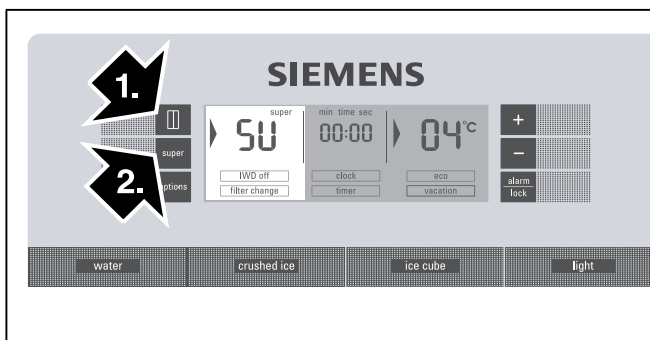 1.
SIEMENS
super
min time sec
SU
00:00
04°C
+
super
−
2.
options
IWD off
clock
eco
alarm
lock
filter change
timer
vacation
water
crushed ice
ice cube
light